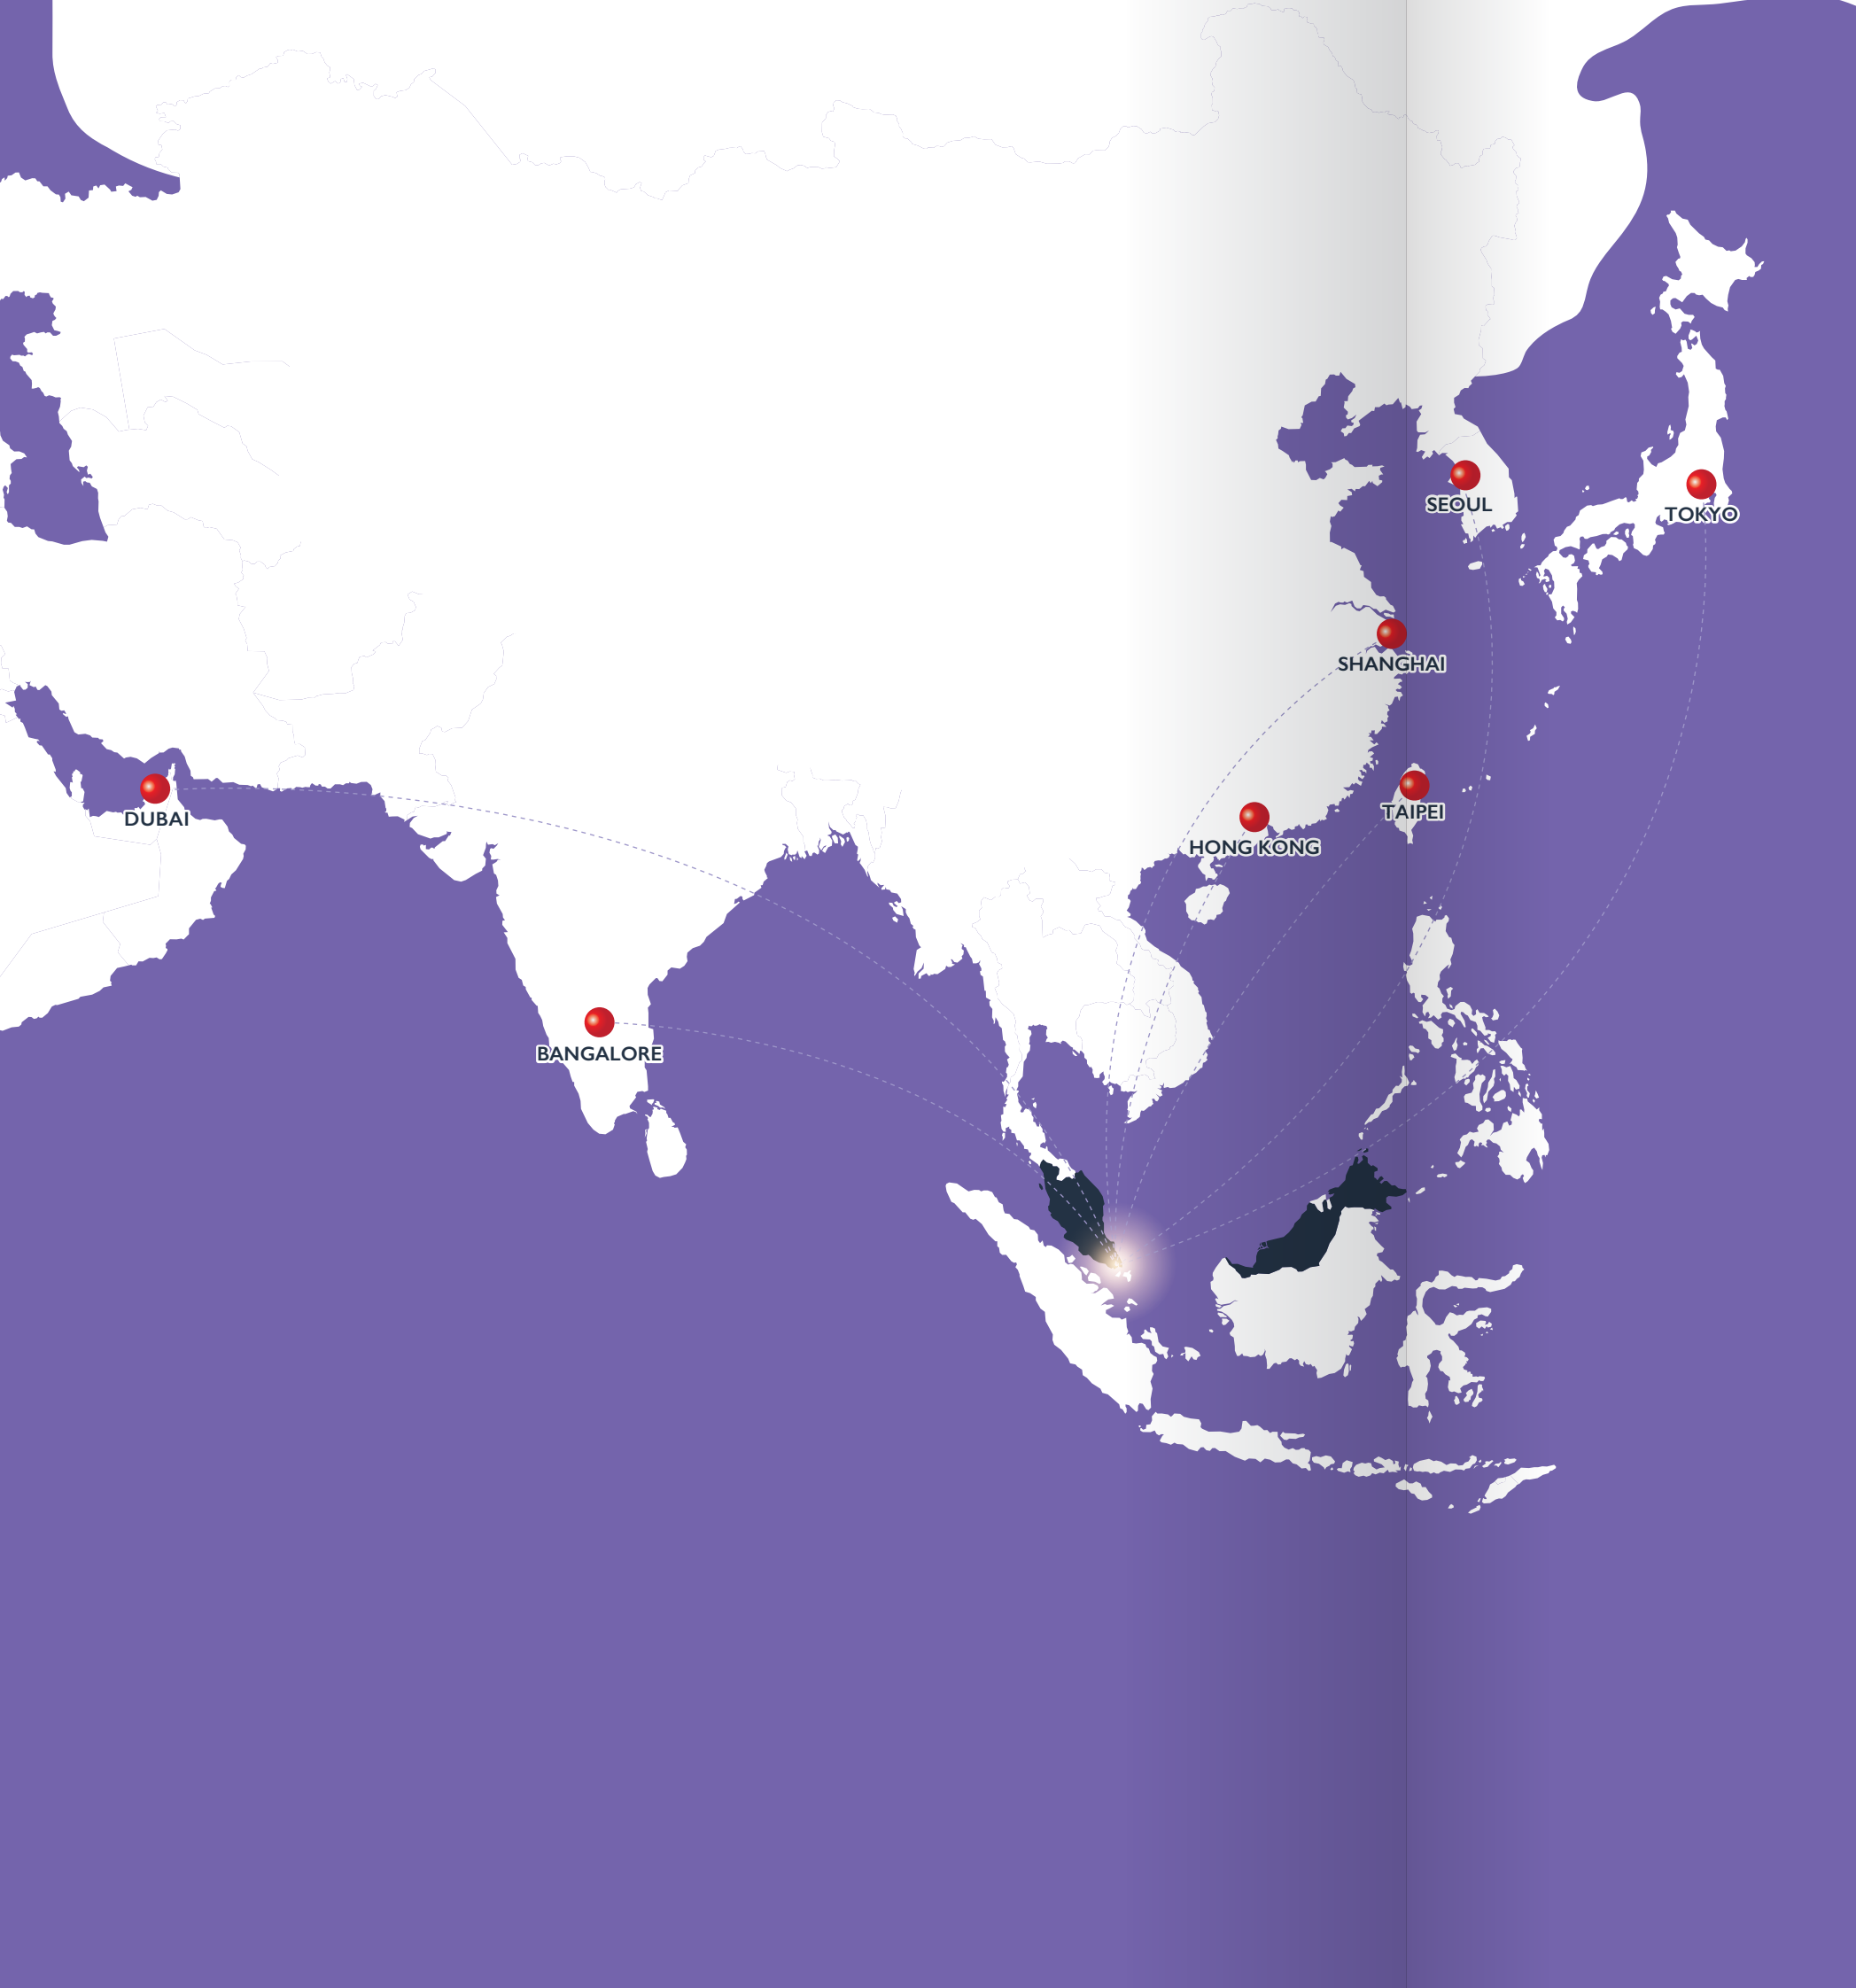 SEOUL
TOKYO
SHANGHAI
DUBAI
TAIPEI
HONG KONG
BANGALORE